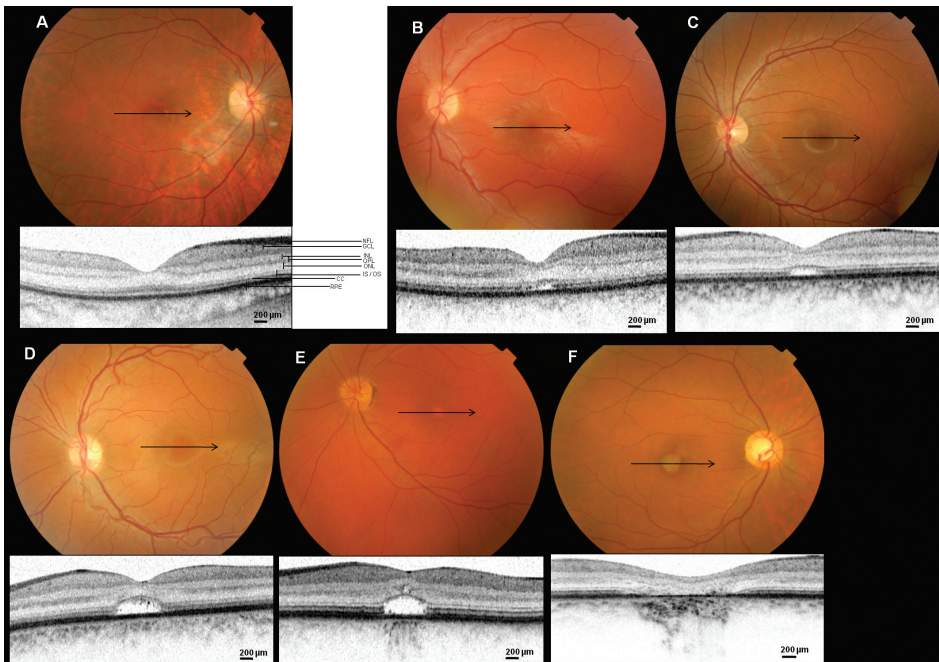 A
B
C
NFL
GCL
INL
OPL
ONL
IS / OS
CC
RPE
200 µm
200 µm
200 µm
D
E
F
200 µm
200 µm
200 µm